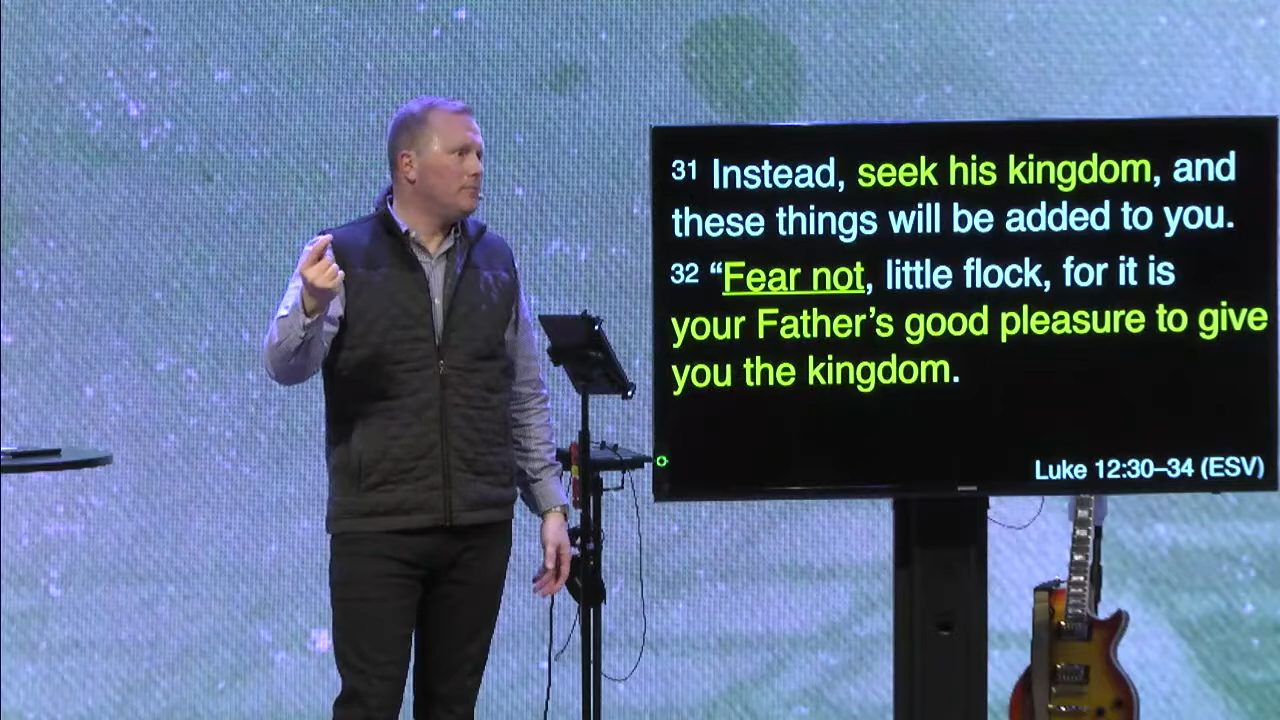 31 Instead, seek his kingdom, and
these things will be added to you.
32 “Fear not, little flock, for it is
your Father’s good pleasure to give
you the kingdom.
Luke 12:30–34 (ESV)